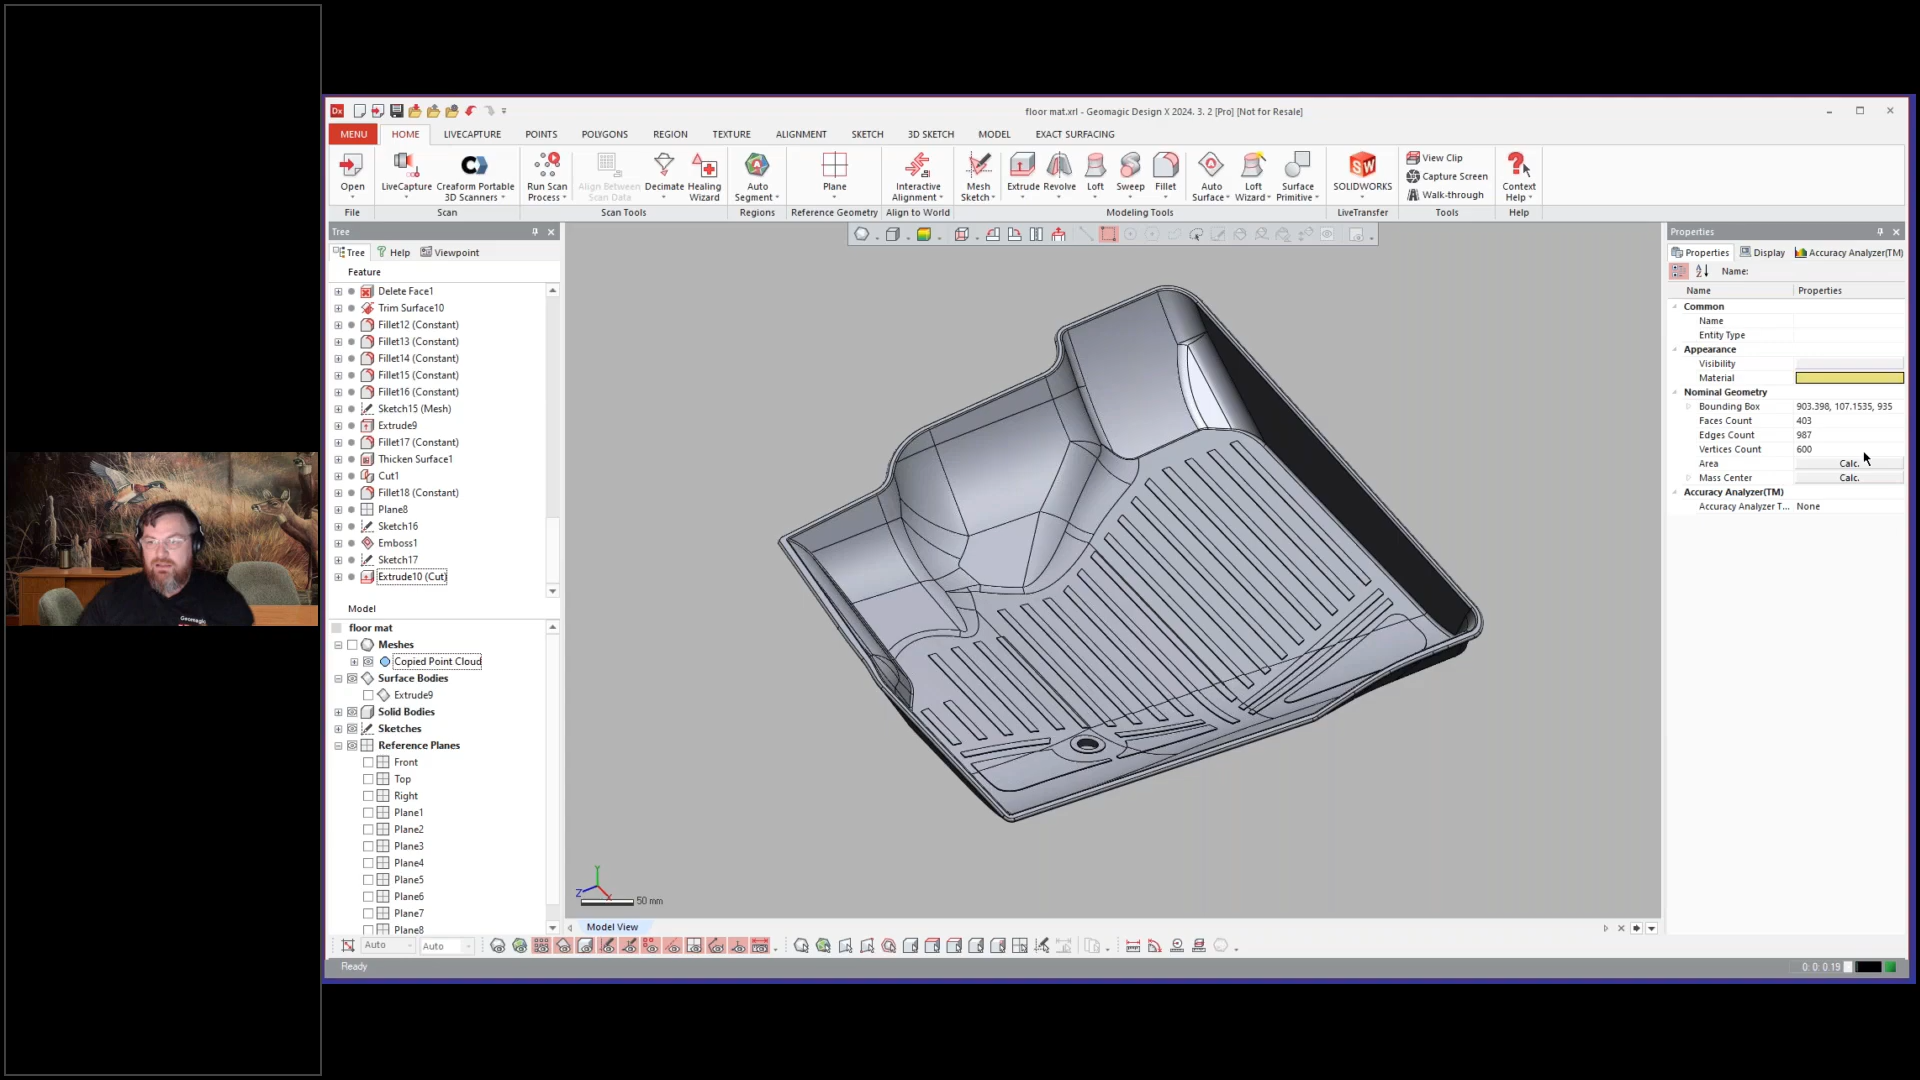 floor mat.xrl - Geomagic Design X 2024. 3. 2 [Pro] [Not for Resale]
MENU HOME LIVECAPTURE POINTS POLYGONS REGION TEXTURE ALIGNMENT SKETCH 3D SKETCH MODEL EXACT SURFACING
Open
LiveCapture
Creaform Portable
3D Scanners
Run Scan
Process
Align Between
Scan Data
Decimate
Healing
Wizard
Auto
Segment
Plane
Interactive
Alignment
Mesh
Sketch
Extrude
Revolve
Loft
Sweep
Fillet
Auto
Surface
Loft
Wizard
Surface
Primitive
SOLIDWORKS
View Clip
Capture Screen
Walk-through
Context
Help
File Scan Scan Tools Regions Reference Geometry Align to World Modeling Tools LiveTransfer Tools Help
Tree
Tree Help Viewpoint
Feature
Delete Face1
Trim Surface10
Fillet12 (Constant)
Fillet13 (Constant)
Fillet14 (Constant)
Fillet15 (Constant)
Fillet16 (Constant)
Sketch15 (Mesh)
Extrude9
Fillet17 (Constant)
Thicken Surface1
Cut1
Fillet18 (Constant)
Plane8
Sketch16
Emboss1
Sketch17
Extrude10 (Cut)
Model
floor mat
Meshes
Copied Point Cloud
Surface Bodies
Extrude9
Solid Bodies
Sketches
Reference Planes
Front
Top
Right
Plane1
Plane2
Plane3
Plane4
Plane5
Plane6
Plane7
Plane8
Geomagic
Y
Z
X
50 mm
Model View
Auto Auto
Ready
0: 0: 0.19
Properties
Properties Display Accuracy Analyzer(TM)
Name:
Name Properties
Common
Name
Entity Type
Appearance
Visibility
Material
Nominal Geometry
Bounding Box 903.398, 107.1535, 935
Faces Count 403
Edges Count 987
Vertices Count 600
Area Calc.
Mass Center Calc.
Accuracy Analyzer(TM)
Accuracy Analyzer T... None